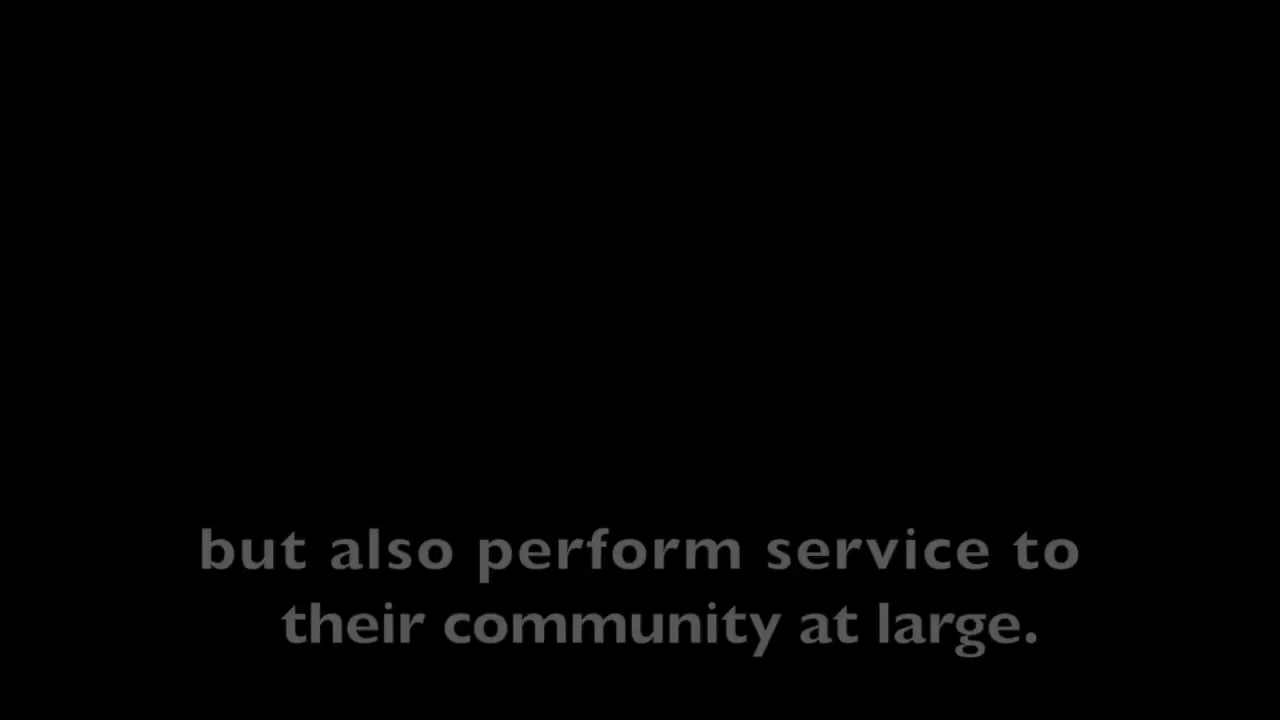 but also perform service to
their community at large.